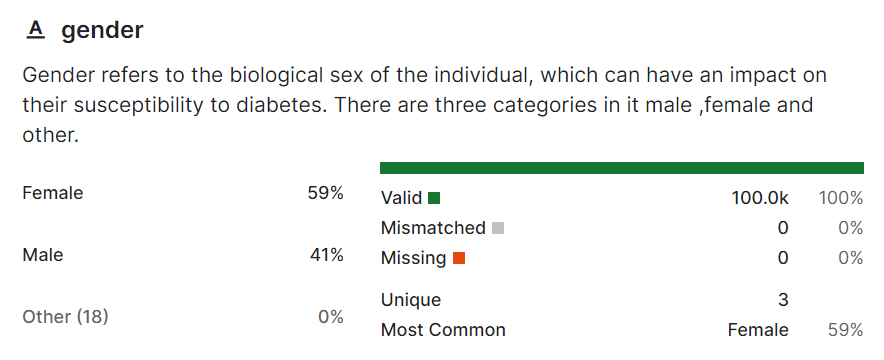 A gender
Gender refers to the biological sex of the individual, which can have an impact on
their susceptibility to diabetes. There are three categories in it male ,female and
other.
Female 59%
Male 41%
Other (18) 0%
Valid 100.0k 100%
Mismatched 0 0%
Missing 0 0%
Unique 3
Most Common Female 59%